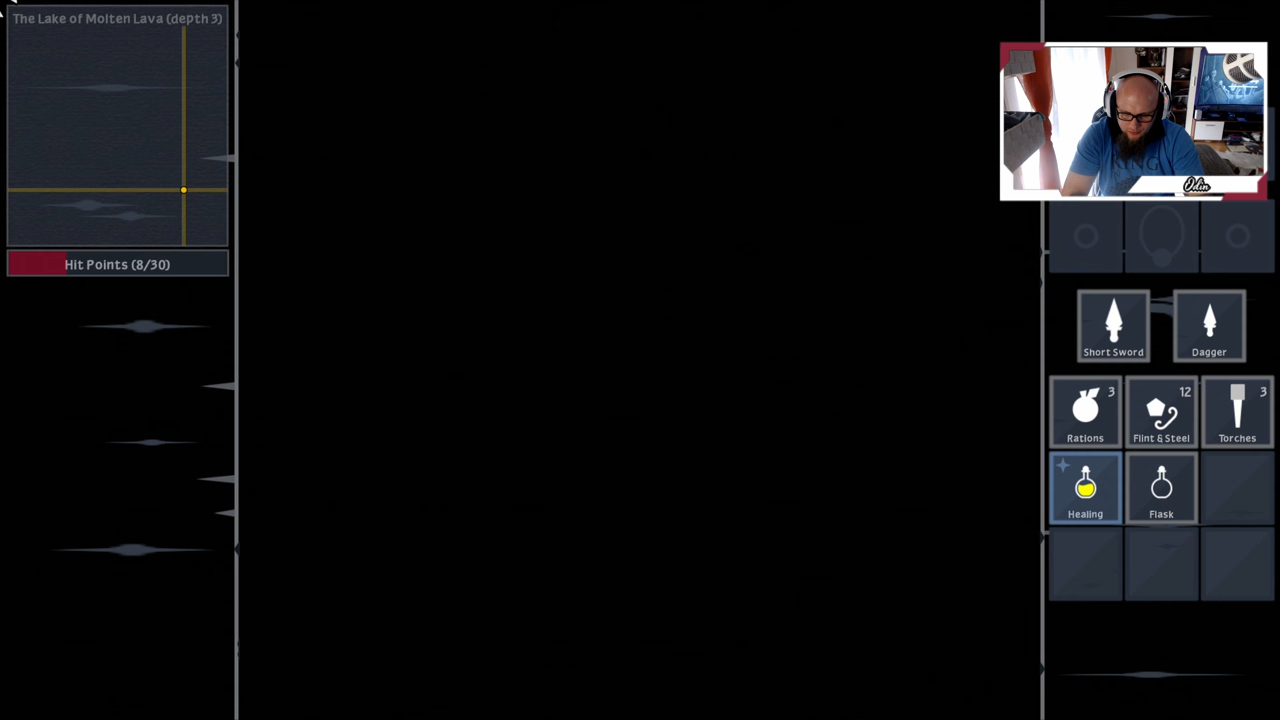 The Lake of Molten Lava (depth 3)
Hit Points (8/30)
KING
Odin
Short Sword
Dagger
3
12
3
Rations
Flint & Steel
Torches
Healing
Flask